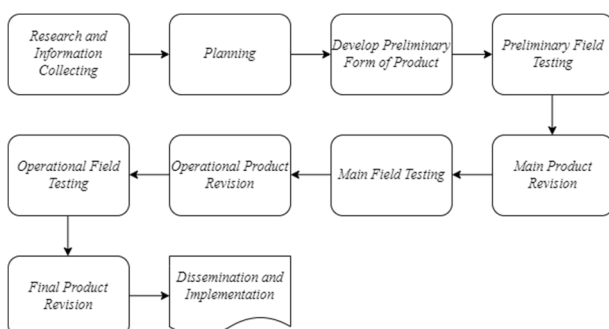 Research and
Information
Collecting
Planning
Develop Preliminary
Form of Product
Preliminary Field
Testing
Main Product
Revision
Main Field Testing
Operational Product
Revision
Operational Field
Testing
Final Product
Revision
Dissemination and
Implementation